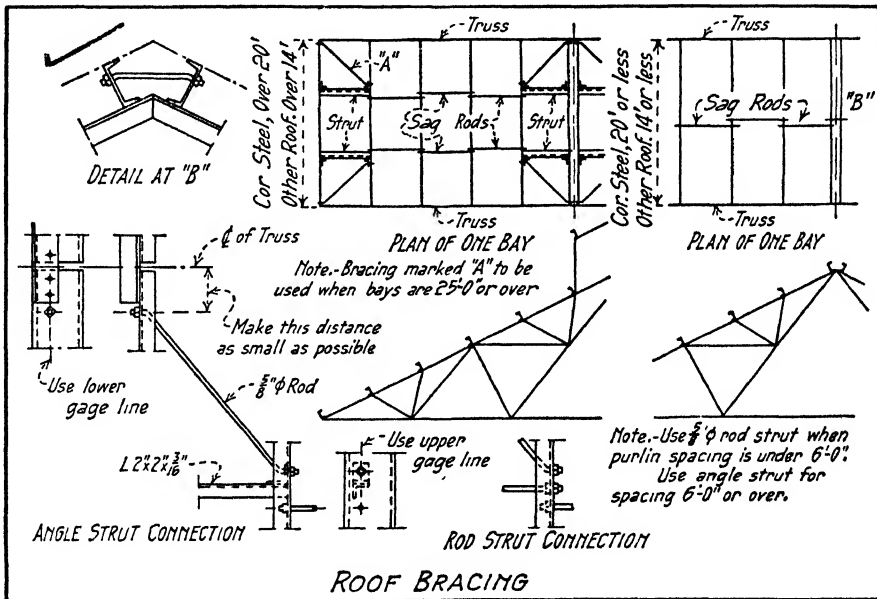 DETAIL AT "B"
Cor. Steel, Over 20'
Other Roof. Over 14'
Truss
"A"
Strut
Sag Rods
Strut
Truss
PLAN OF ONE BAY
Note.-Bracing marked "A" to be
used when bays are 25'-0" or over
Cor. Steel, 20' or less
Other Roof. 14' or less
Truss
Sag Rods
"B"
Truss
PLAN OF ONE BAY
℄ of Truss
Make this distance
as small as possible
Use lower
gage line
5/8" ϕ Rod
L 2"x2"x3/16"
ANGLE STRUT CONNECTION
Use upper
gage line
ROD STRUT CONNECTION
Note.-Use 5/8" ϕ rod strut when
purlin spacing is under 6'-0".
Use angle strut for
spacing 6'-0" or over.
ROOF BRACING